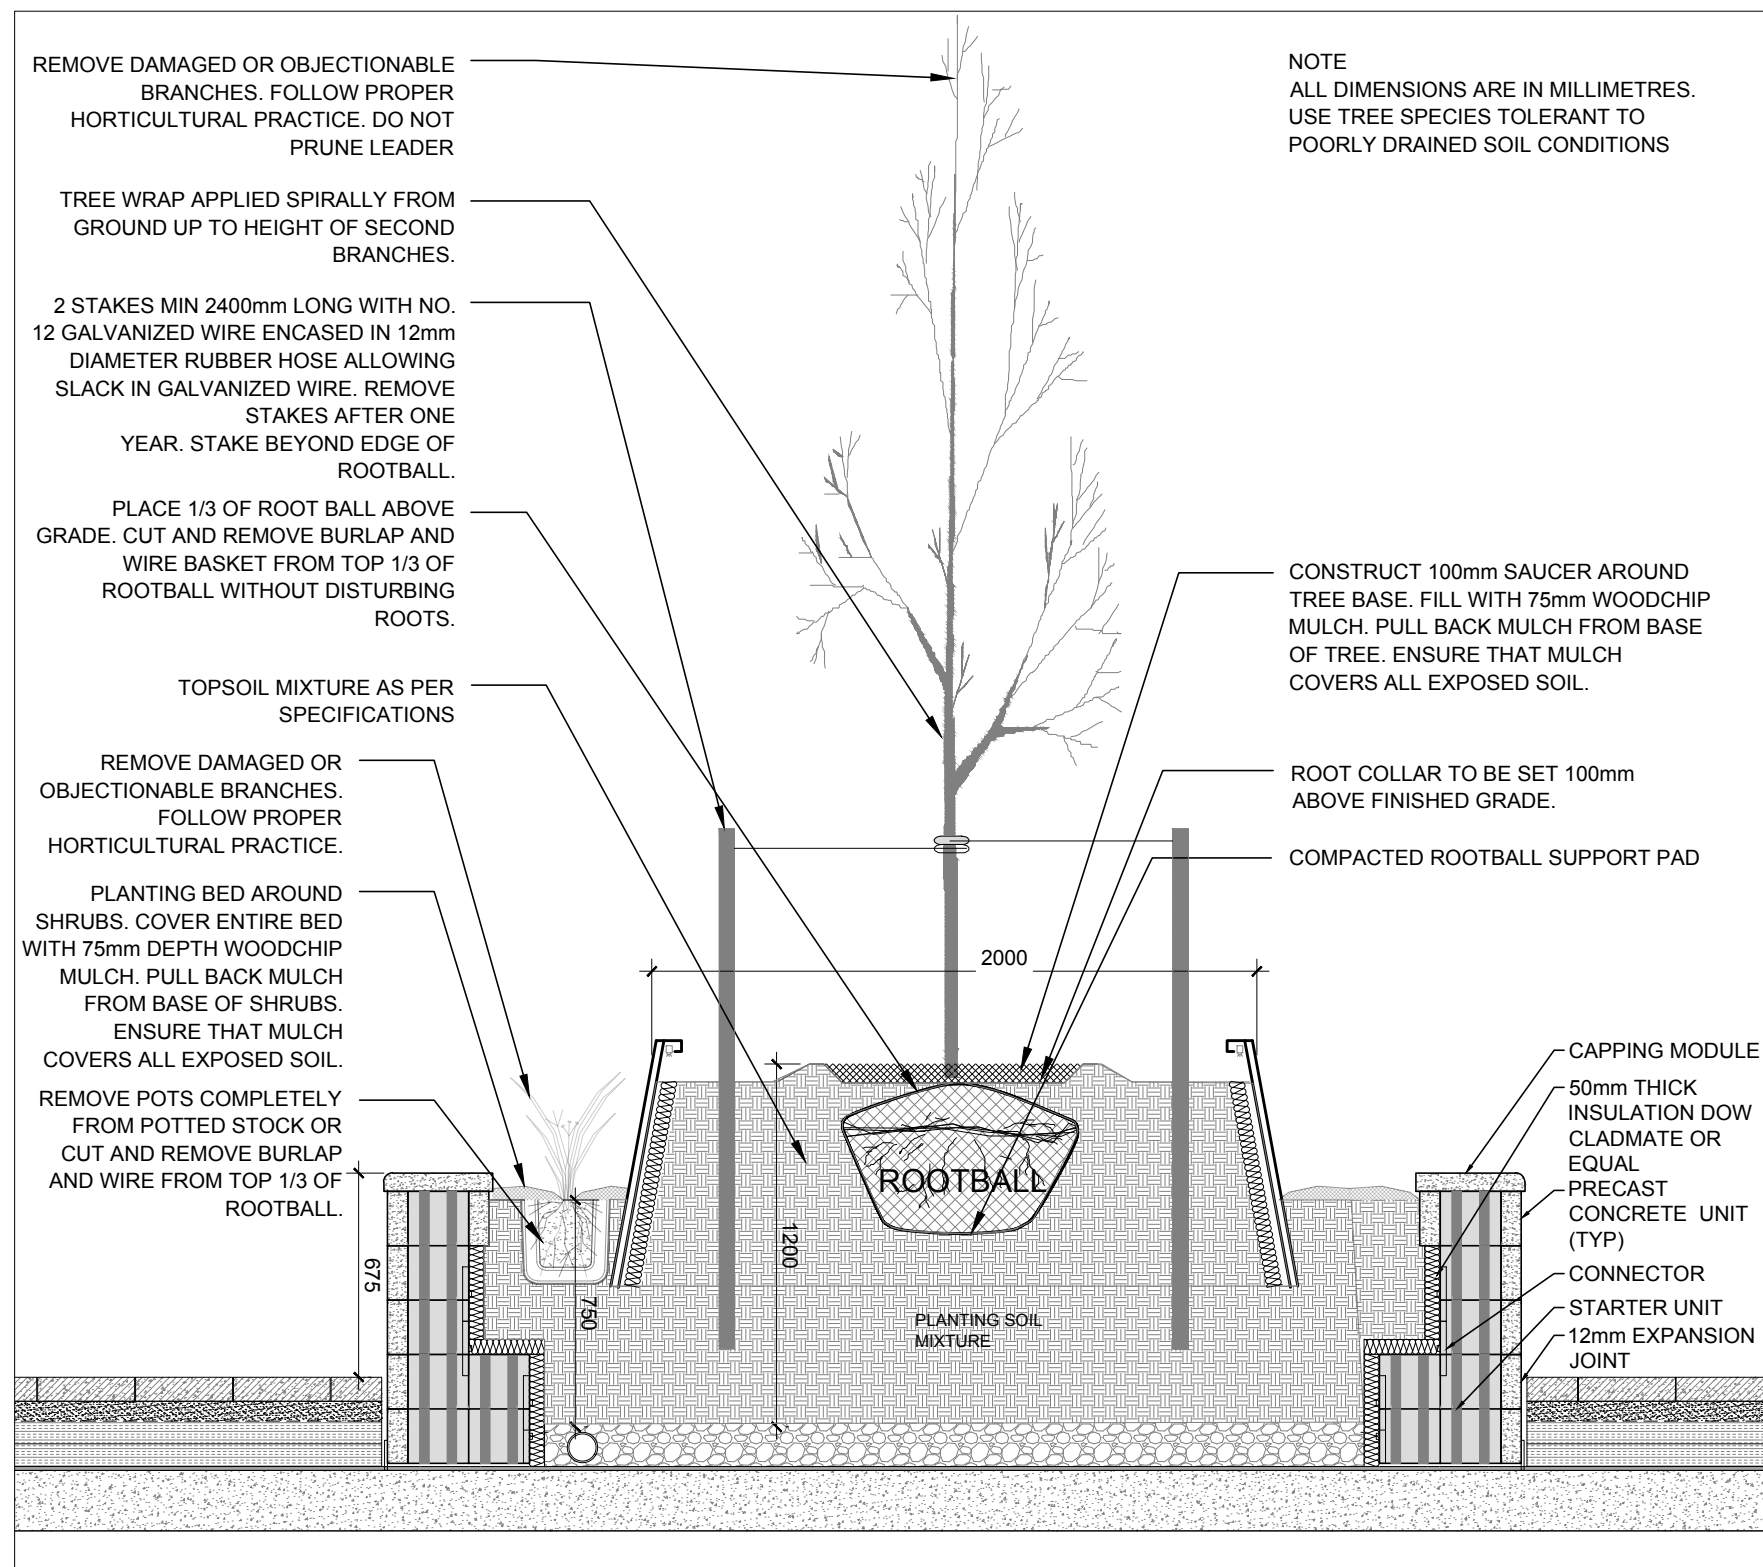 REMOVE DAMAGED OR OBJECTIONABLE
BRANCHES. FOLLOW PROPER
HORTICULTURAL PRACTICE. DO NOT
PRUNE LEADER
TREE WRAP APPLIED SPIRALLY FROM
GROUND UP TO HEIGHT OF SECOND
BRANCHES.
2 STAKES MIN 2400mm LONG WITH NO.
12 GALVANIZED WIRE ENCASED IN 12mm
DIAMETER RUBBER HOSE ALLOWING
SLACK IN GALVANIZED WIRE. REMOVE
STAKES AFTER ONE
YEAR. STAKE BEYOND EDGE OF
ROOTBALL.
PLACE 1/3 OF ROOT BALL ABOVE
GRADE. CUT AND REMOVE BURLAP AND
WIRE BASKET FROM TOP 1/3 OF
ROOTBALL WITHOUT DISTURBING
ROOTS.
TOPSOIL MIXTURE AS PER
SPECIFICATIONS
REMOVE DAMAGED OR
OBJECTIONABLE BRANCHES.
FOLLOW PROPER
HORTICULTURAL PRACTICE.
PLANTING BED AROUND
SHRUBS. COVER ENTIRE BED
WITH 75mm DEPTH WOODCHIP
MULCH. PULL BACK MULCH
FROM BASE OF SHRUBS.
ENSURE THAT MULCH
COVERS ALL EXPOSED SOIL.
REMOVE POTS COMPLETELY
FROM POTTED STOCK OR
CUT AND REMOVE BURLAP
AND WIRE FROM TOP 1/3 OF
ROOTBALL.
NOTE
ALL DIMENSIONS ARE IN MILLIMETRES.
USE TREE SPECIES TOLERANT TO
POORLY DRAINED SOIL CONDITIONS
CONSTRUCT 100mm SAUCER AROUND
TREE BASE. FILL WITH 75mm WOODCHIP
MULCH. PULL BACK MULCH FROM BASE
OF TREE. ENSURE THAT MULCH
COVERS ALL EXPOSED SOIL.
ROOT COLLAR TO BE SET 100mm
ABOVE FINISHED GRADE.
COMPACTED ROOTBALL SUPPORT PAD
2000
CAPPING MODULE
50mm THICK
INSULATION DOW
CLADMATE OR
EQUAL
PRECAST
CONCRETE UNIT
(TYP)
CONNECTOR
STARTER UNIT
12mm EXPANSION
JOINT
ROOTBALL
675
750
1200
PLANTING SOIL
MIXTURE